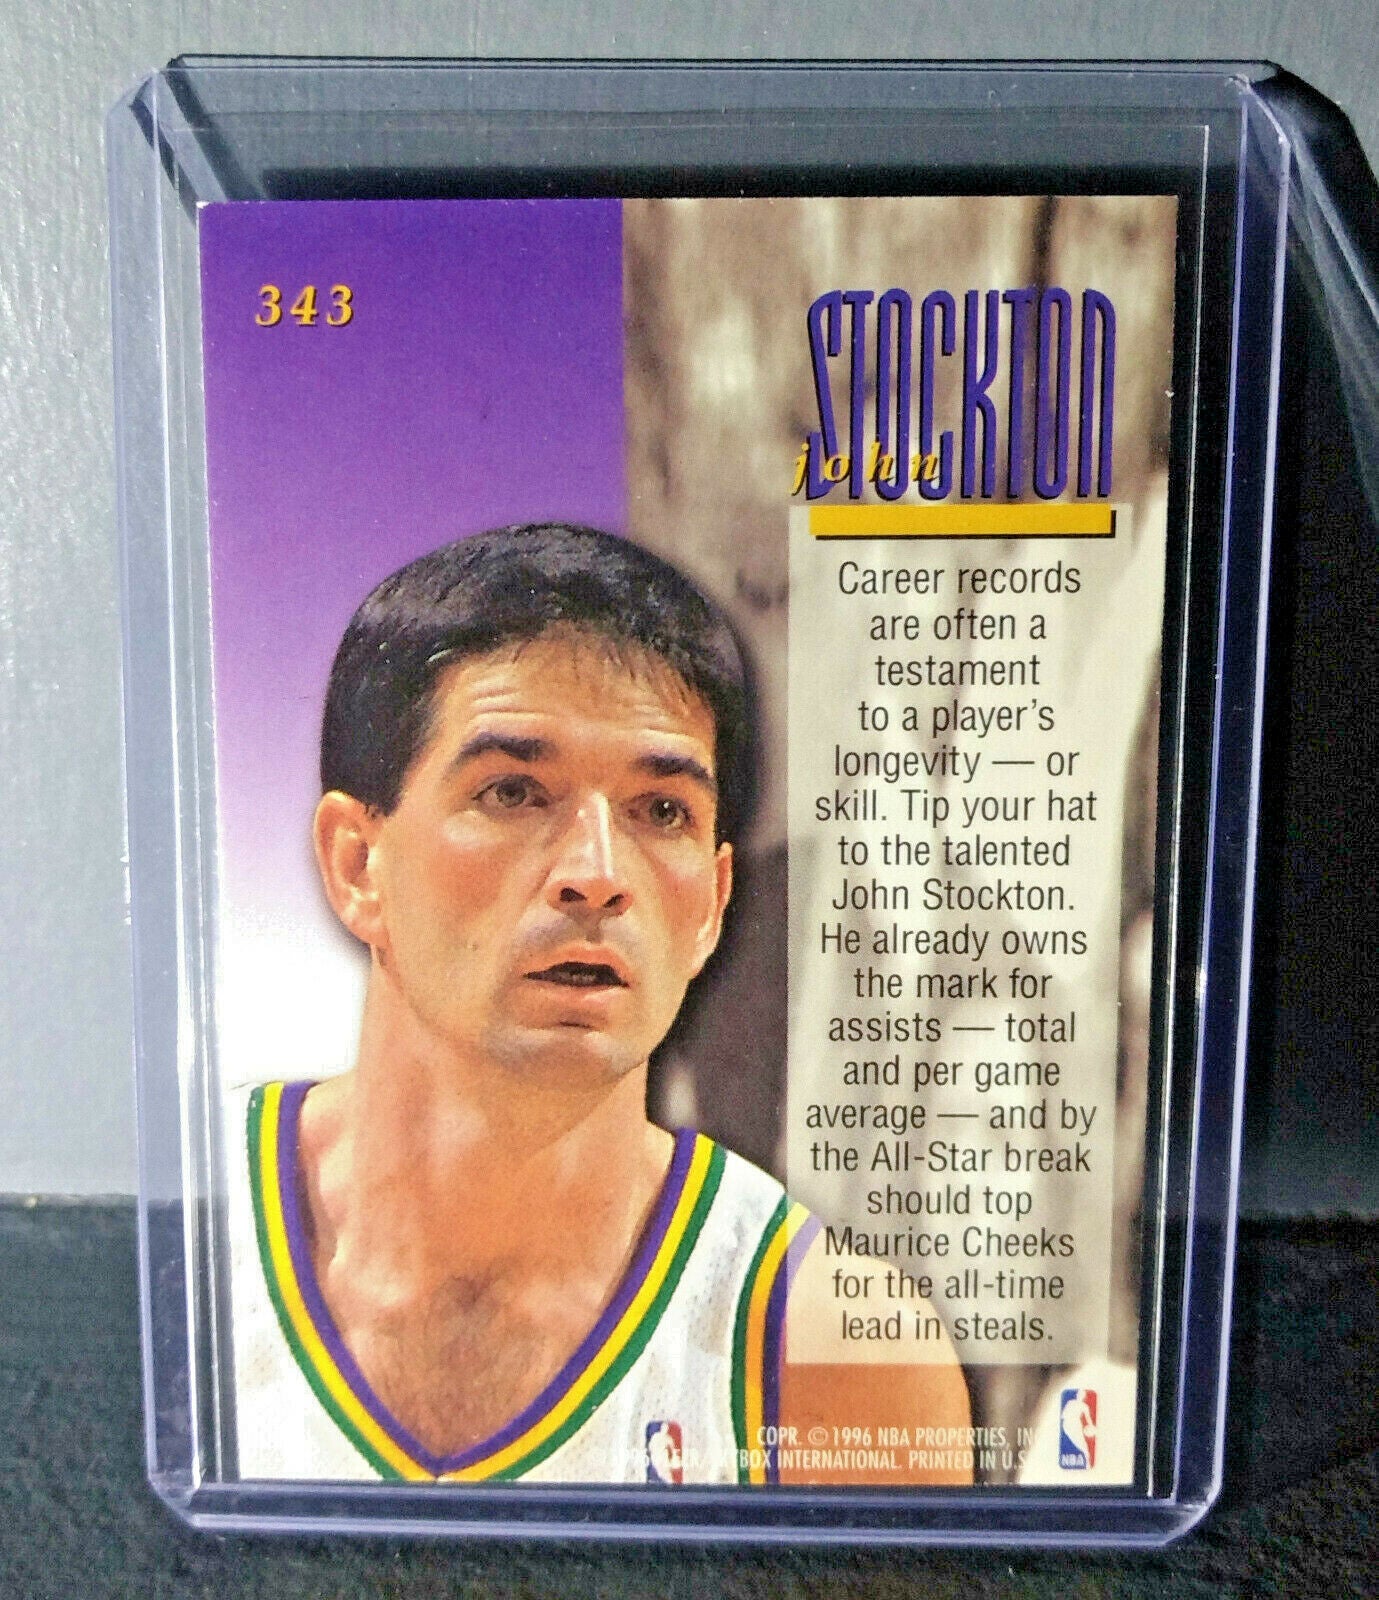 343
STOCKTON
john
Career records
are often a
testament
to a player's
longevity — or
skill. Tip your hat
to the talented
John Stockton.
He already owns
the mark for
assists — total
and per game
average — and by
the All-Star break
should top
Maurice Cheeks
for the all-time
lead in steals.
COPR. © 1996 NBA PROPERTIES,
INTERNATIONAL. PRINTED IN U.S
NBA